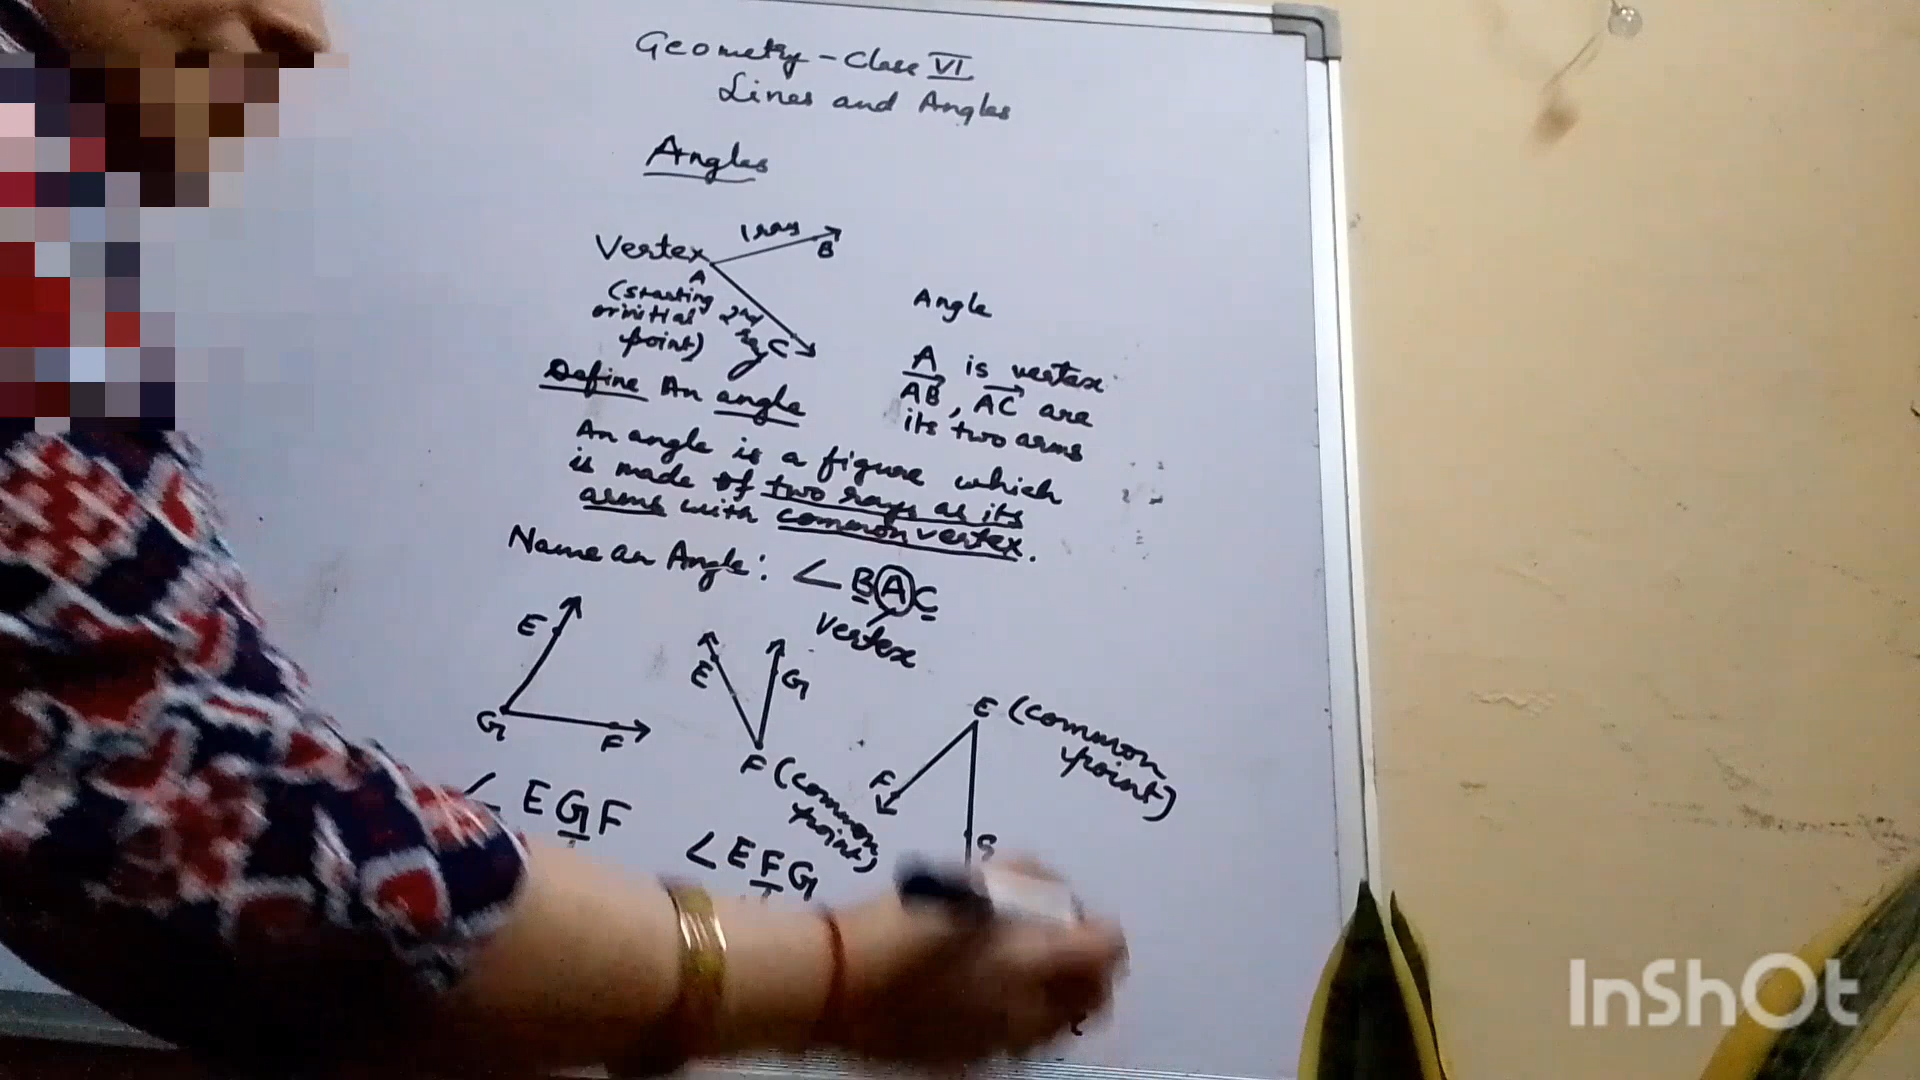 Geometry - Class VI
Lines and Angles
Angles
1 ray
Vertex
B
A
(starting
or initial
point)
2nd
ray
C
Angle
A is vertex
AB, AC are
its two arms
Define An angle
An angle is a figure which
is made of two rays as its
arms with common vertex.
Name an Angle: ∠BAC
vertex
E
G
F
∠EGF
E
G
F (common
point)
∠EFG
E (common
point)
F
G
InShOt